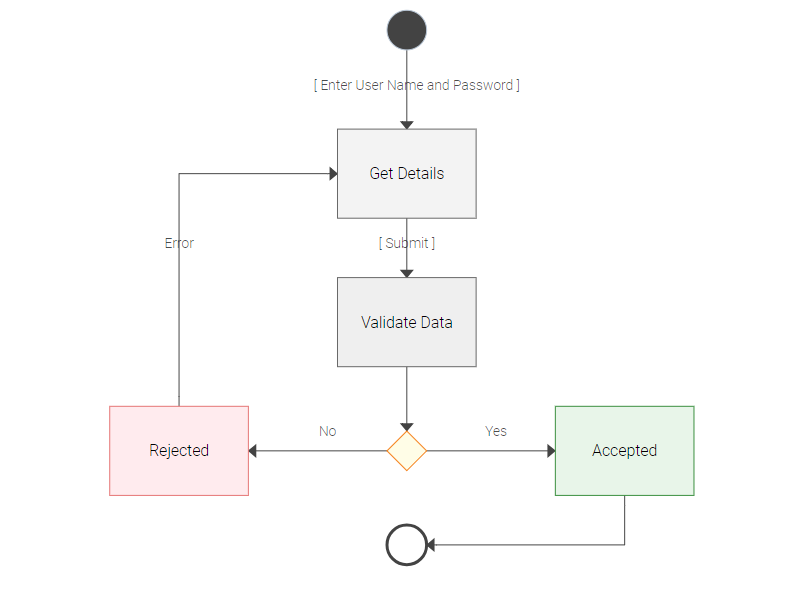 [ Enter User Name and Password ]
Get Details
Error
[ Submit ]
Validate Data
No
Yes
Rejected
Accepted